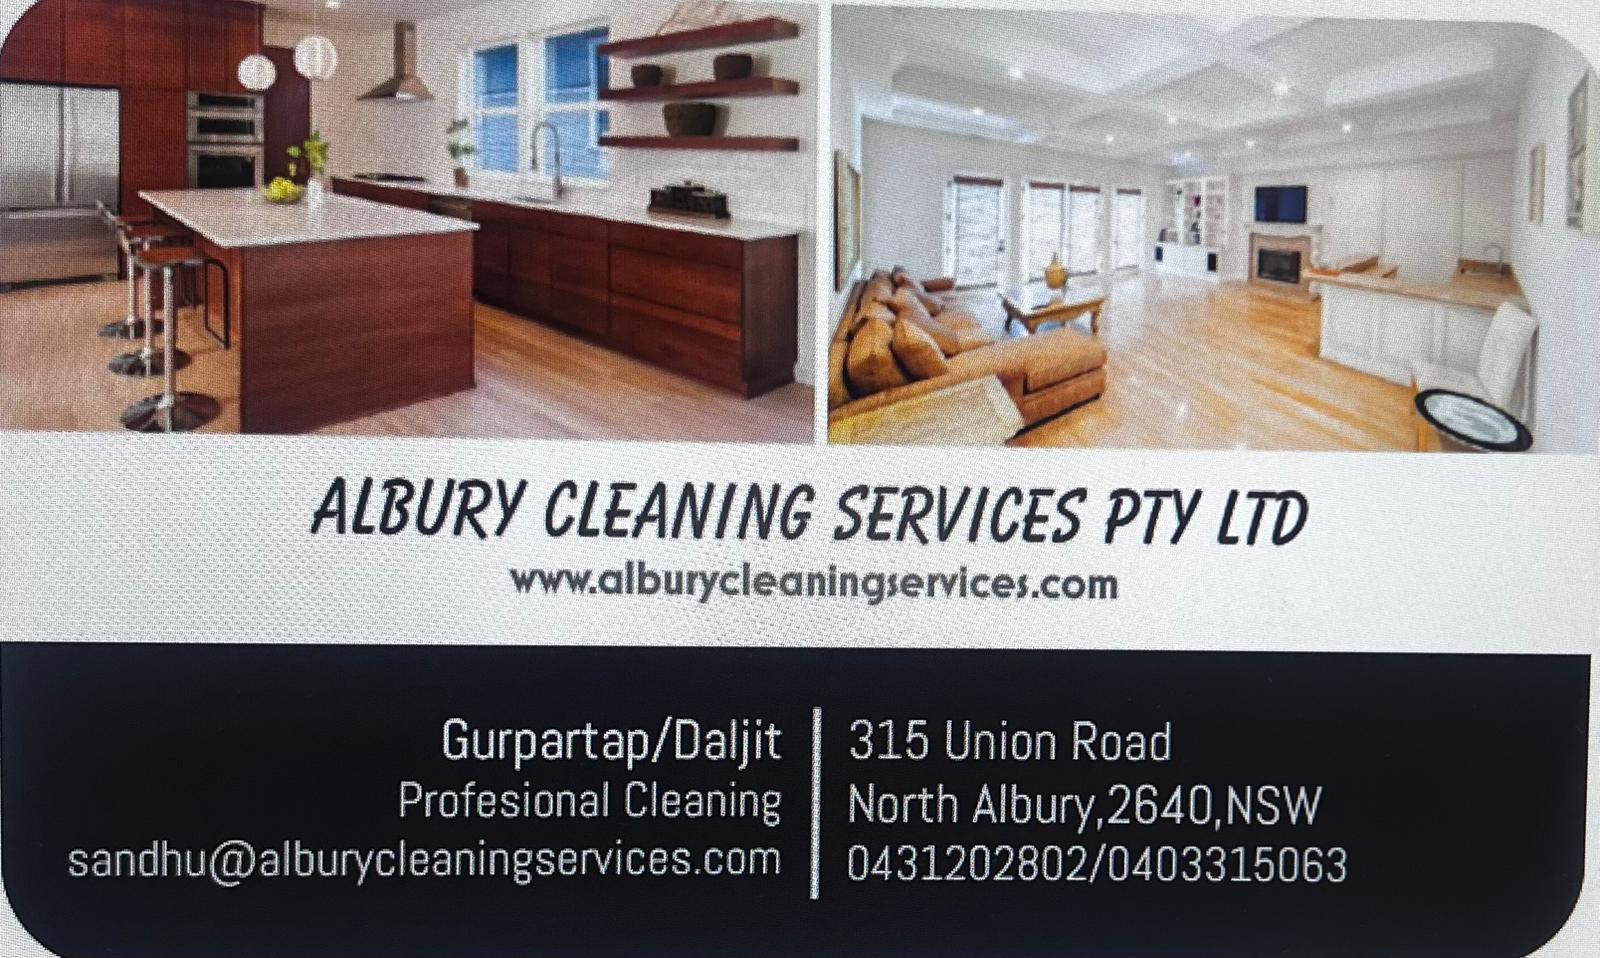 ALBURY CLEANING SERVICES PTY LTD
www.alburycleaningservices.com
Gurpartap/Daljit
Profesional Cleaning
sandhu@alburycleaningservices.com
315 Union Road
North Albury,2640,NSW
0431202802/0403315063